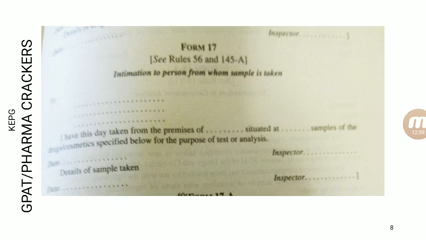 Inspector..............]
FORM 17
[See Rules 56 and 145-A]
Intimation to person from whom sample is taken
I have this day taken from the premises of ......... situated at ....... samples of the
drugs/cosmetics specified below for the purpose of test or analysis.
Date
Inspector..............
Details of sample taken
Date
Inspector..............]
KEPG
GPAT/PHARMA CRACKERS
8